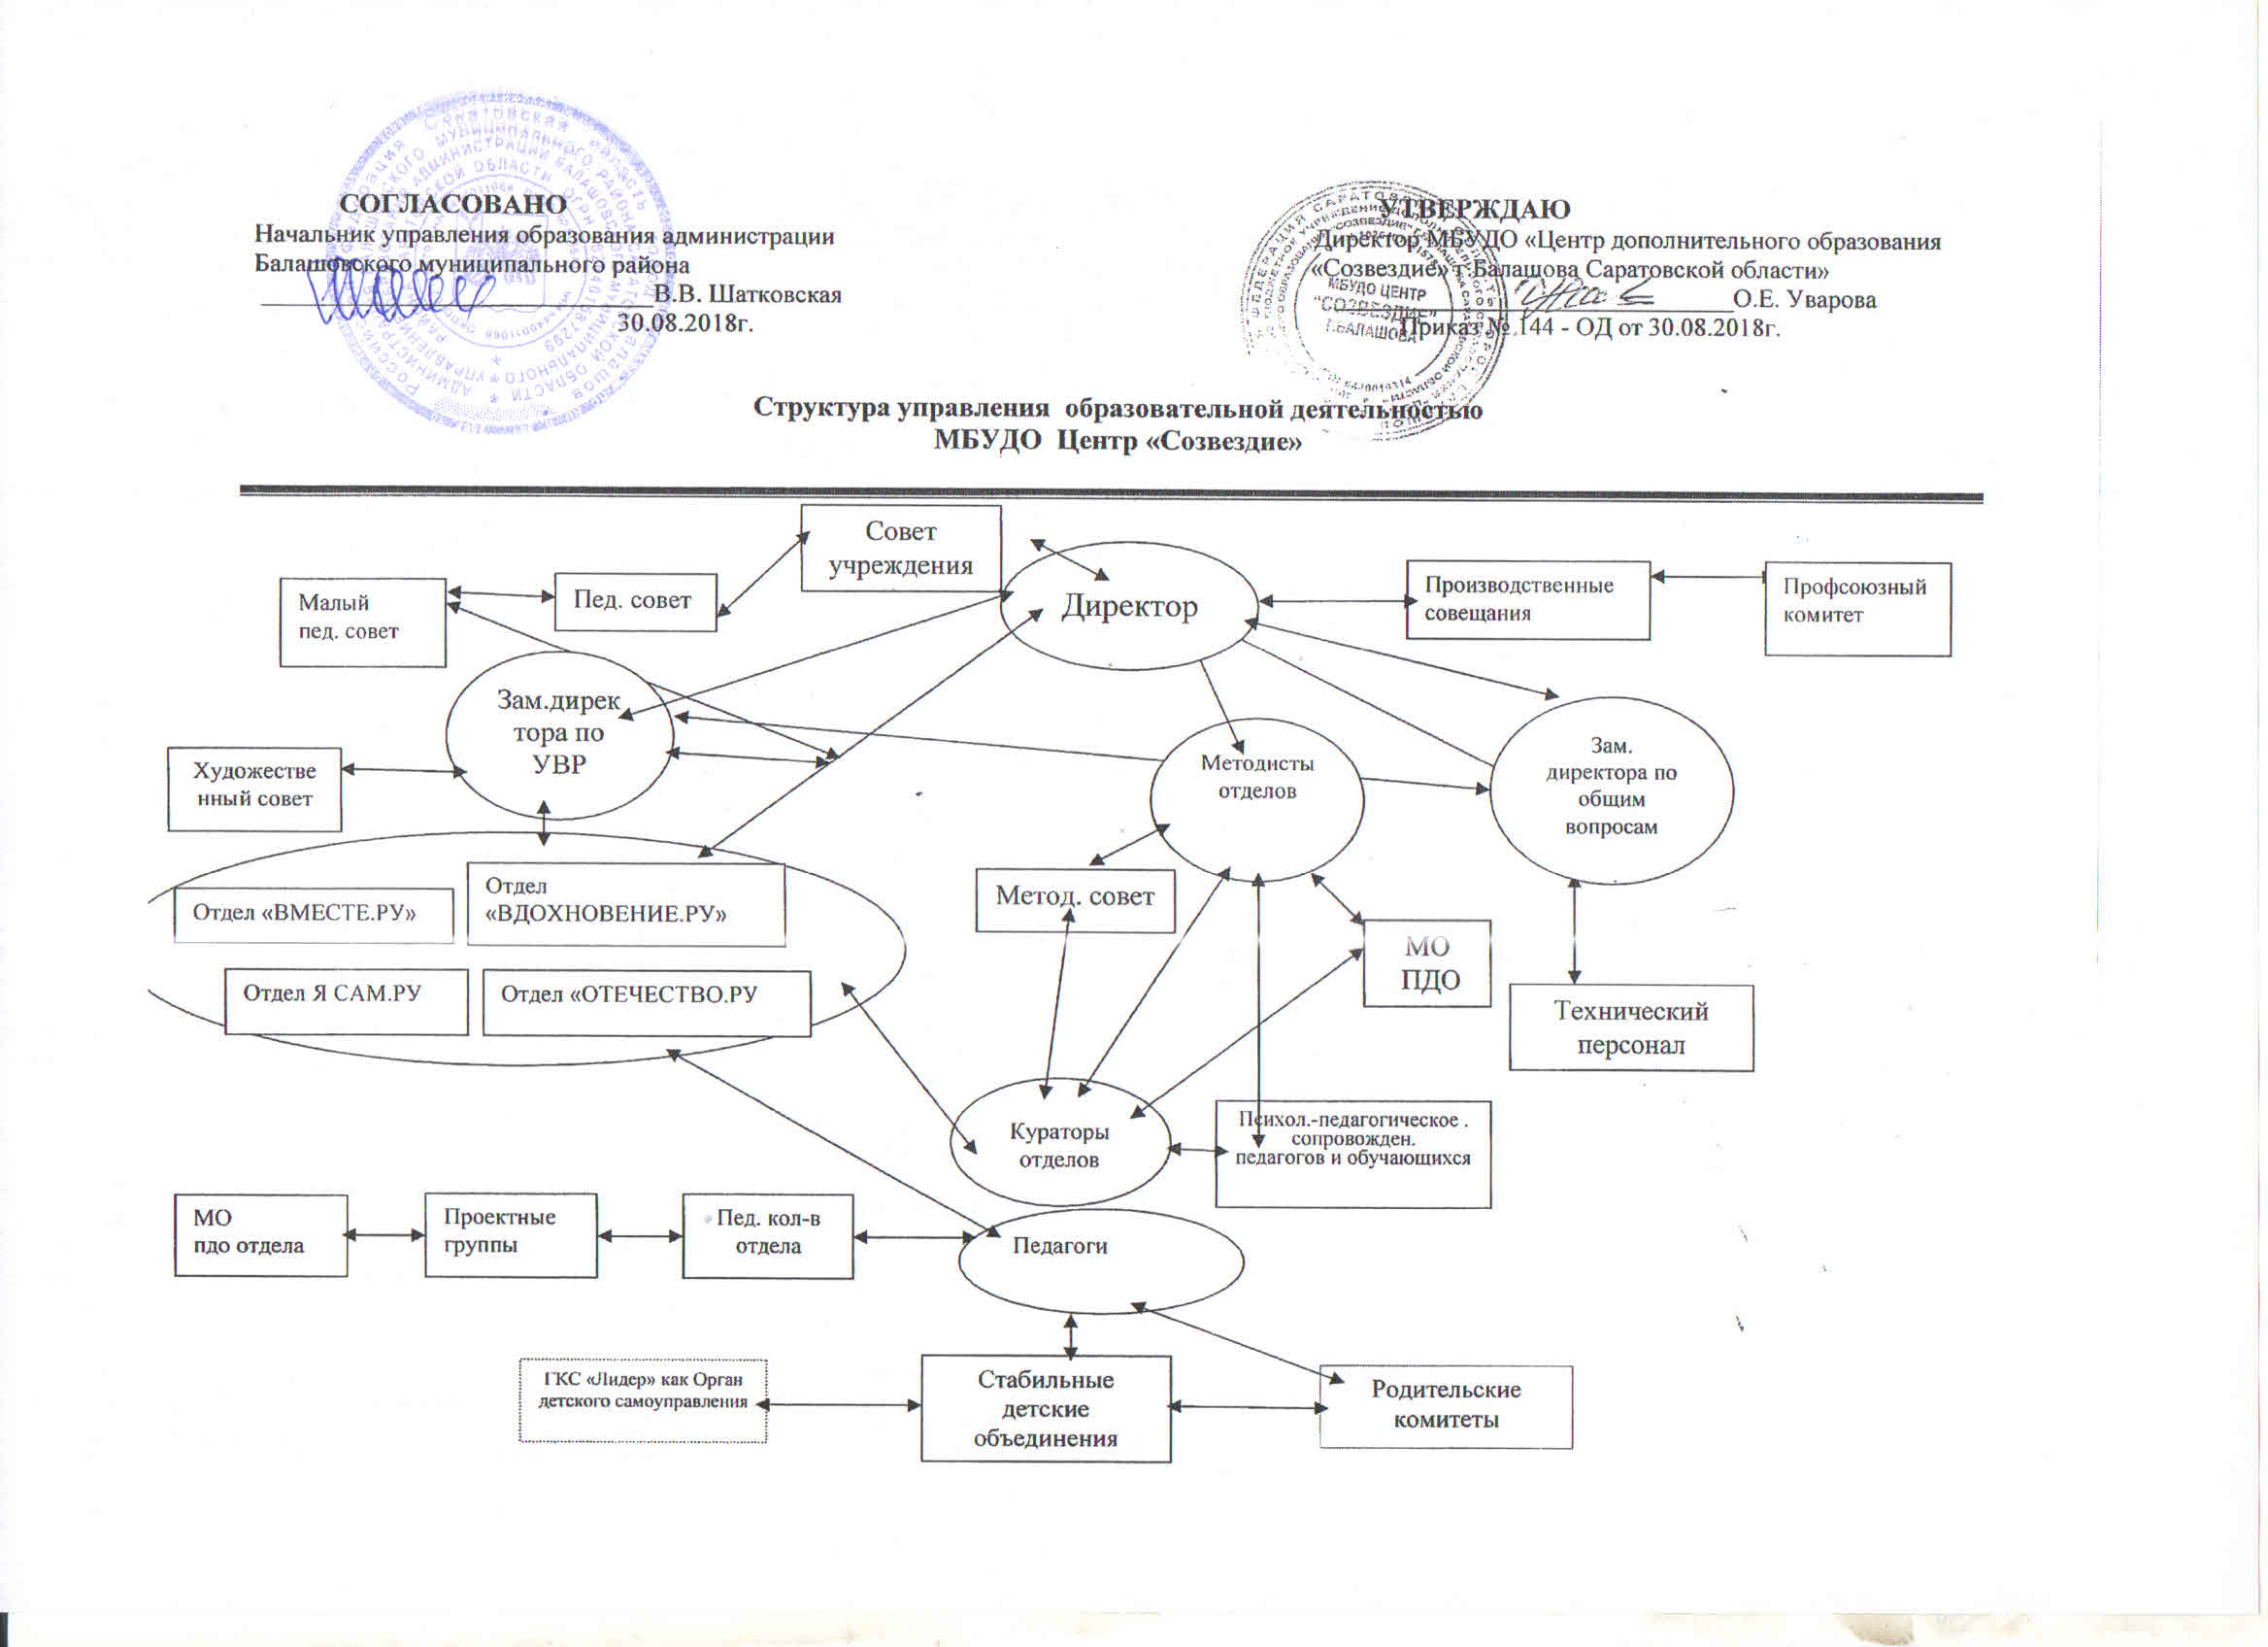 СОГЛАСОВАНО
Начальник управления образования администрации
Балашовского муниципального района
В.В. Шатковская
30.08.2018г.
УТВЕРЖДАЮ
Директор МБУДО «Центр дополнительного образования
«Созвездие» г.Балашова Саратовской области»
О.Е. Уварова
Приказ № 144 - ОД от 30.08.2018г.
МБУДО ЦЕНТР
"СОЗВЕЗДИЕ"
Г.БАЛАШОВА
Структура управления образовательной деятельностью
МБУДО Центр «Созвездие»
Совет
учреждения
Малый
пед. совет
Пед. совет
Директор
Производственные
совещания
Профсоюзный
комитет
Зам.дирек
тора по
УВР
Художестве
нный совет
Методисты
отделов
Зам.
директора по
общим
вопросам
Отдел «ВМЕСТЕ.РУ»
Отдел
«ВДОХНОВЕНИЕ.РУ»
Метод. совет
МО
ПДО
Отдел Я САМ.РУ
Отдел «ОТЕЧЕСТВО.РУ
Технический
персонал
Кураторы
отделов
Психол.-педагогическое .
сопровожден.
педагогов и обучающихся
МО
пдо отдела
Проектные
группы
Пед. кол-в
отдела
Педагоги
ГКС «Лидер» как Орган
детского самоуправления
Стабильные
детские
объединения
Родительские
комитеты